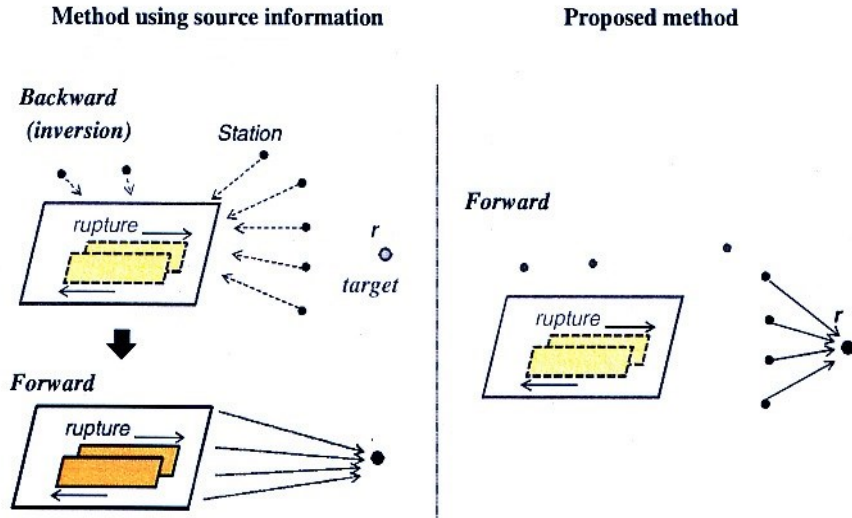 Method using source information
Backward
(inversion)
Station
rupture
r
target
Forward
rupture
Proposed method
Forward
rupture
r